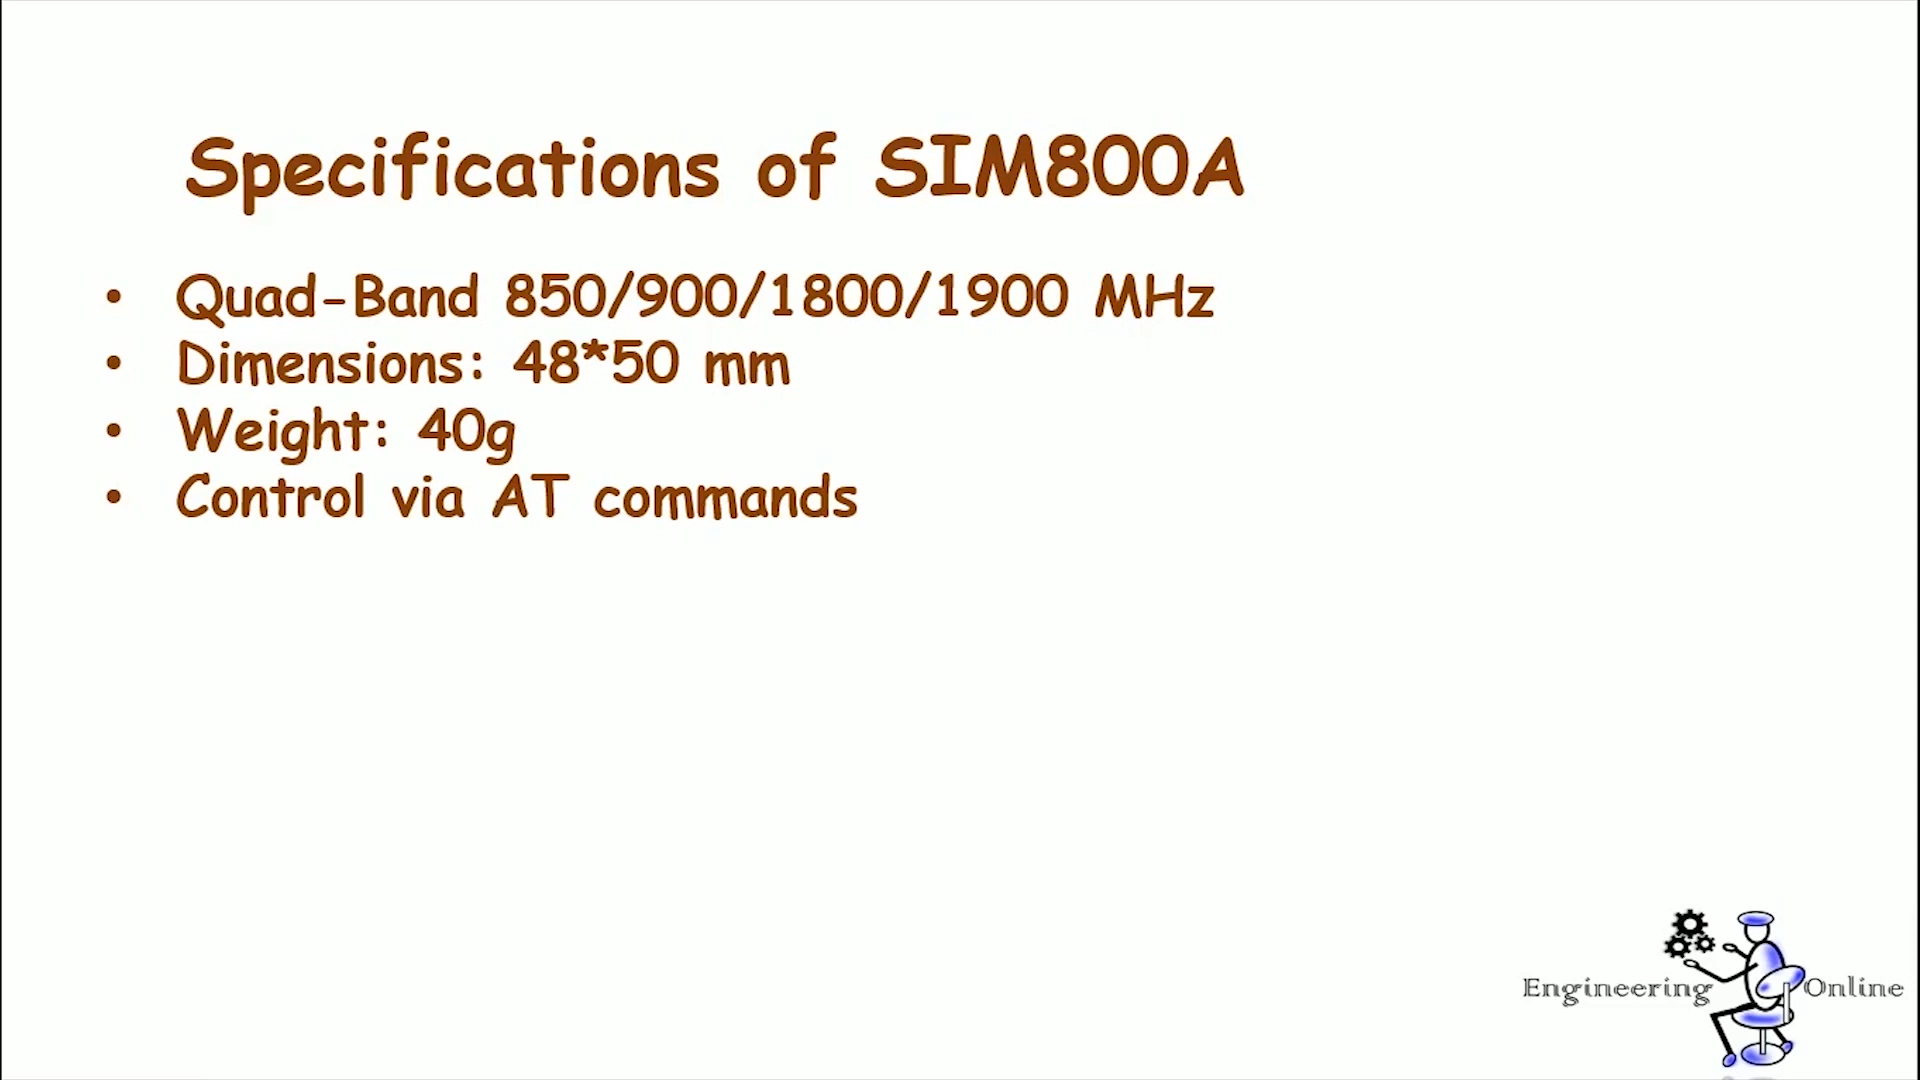 Specifications of SIM800A
• Quad-Band 850/900/1800/1900 MHz
• Dimensions: 48*50 mm
• Weight: 40g
• Control via AT commands
Engineering Online